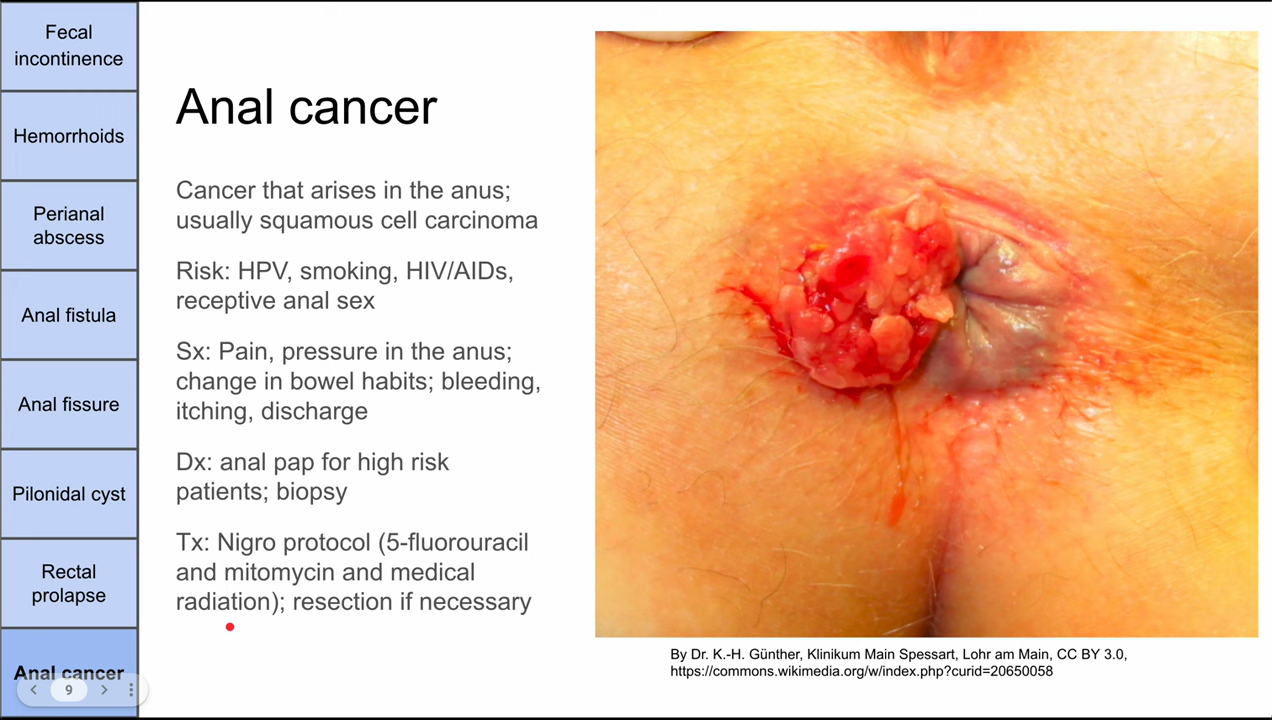 Fecal
incontinence
Hemorrhoids
Perianal
abscess
Anal fistula
Anal fissure
Pilonidal cyst
Rectal
prolapse
Anal cancer
9
Anal cancer
Cancer that arises in the anus;
usually squamous cell carcinoma
Risk: HPV, smoking, HIV/AIDs,
receptive anal sex
Sx: Pain, pressure in the anus;
change in bowel habits; bleeding,
itching, discharge
Dx: anal pap for high risk
patients; biopsy
Tx: Nigro protocol (5-fluorouracil
and mitomycin and medical
radiation); resection if necessary
By Dr. K.-H. Günther, Klinikum Main Spessart, Lohr am Main, CC BY 3.0,
https://commons.wikimedia.org/w/index.php?curid=20650058